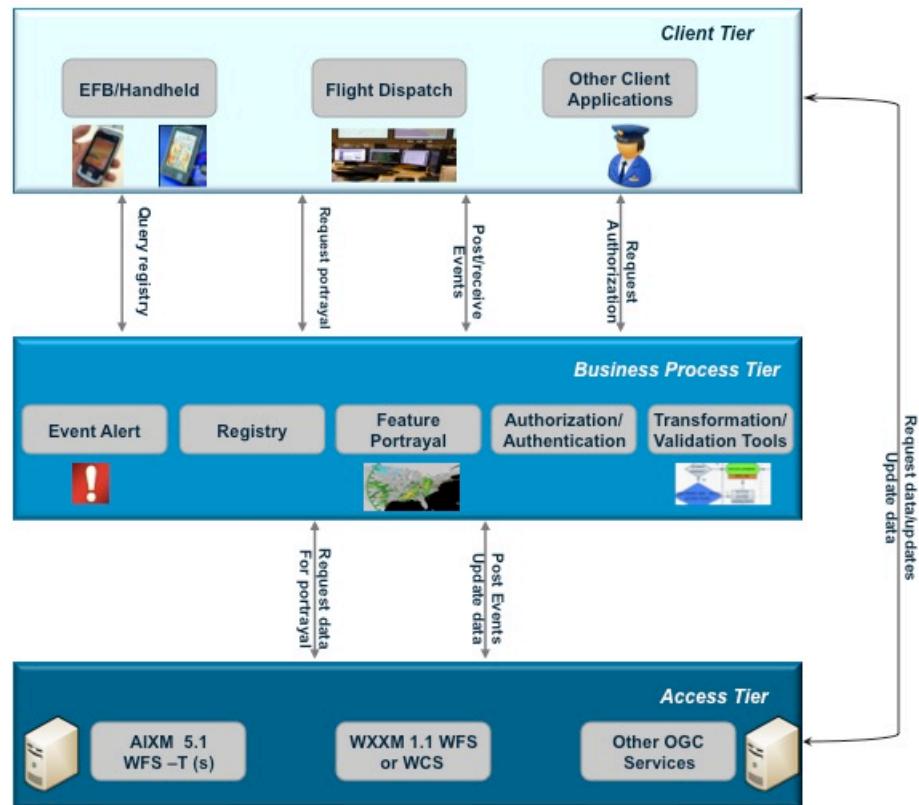 Client Tier
EFB/Handheld
Flight Dispatch
Other Client
Applications
Query registry
Request portrayal
Post/receive
Events
Request
Authorization
Request data/updates
Update data
Business Process Tier
Event Alert
Registry
Feature
Portrayal
Authorization/
Authentication
Transformation/
Validation Tools
Request data
For portrayal
Post Events
Update data
Access Tier
AIXM 5.1
WFS –T (s)
WXXM 1.1 WFS
or WCS
Other OGC
Services